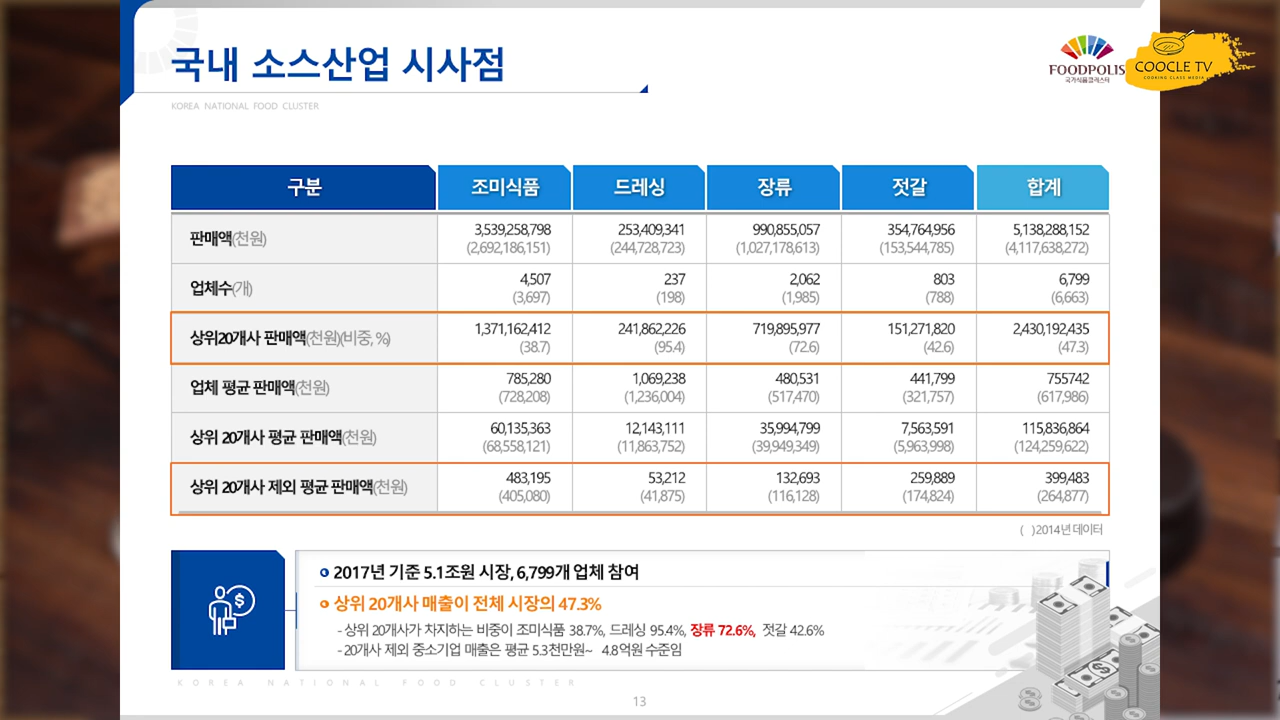 국내 소스산업 시사점
KOREA NATIONAL FOOD CLUSTER
FOODPOLIS
국가식품클러스터
COOCLE TV
COOKING CLASS MEDIA
구분 조미식품 드레싱 장류 젓갈 합계
판매액(천원) 3,539,258,798 253,409,341 990,855,057 354,764,956 5,138,288,152
(2,692,186,151) (244,728,723) (1,027,178,613) (153,544,785) (4,117,638,272)
업체수(개) 4,507 237 2,062 803 6,799
(3,697) (198) (1,985) (788) (6,663)
상위20개사 판매액(천원)(비중, %) 1,371,162,412 241,862,226 719,895,977 151,271,820 2,430,192,435
(38.7) (95.4) (72.6) (42.6) (47.3)
업체 평균 판매액(천원) 785,280 1,069,238 480,531 441,799 755742
(728,208) (1,236,004) (517,470) (321,757) (617,986)
상위 20개사 평균 판매액(천원) 60,135,363 12,143,111 35,994,799 7,563,591 115,836,864
(68,558,121) (11,863,752) (39,949,349) (5,963,998) (124,259,622)
상위 20개사 제외 평균 판매액(천원) 483,195 53,212 132,693 259,889 399,483
(405,080) (41,875) (116,128) (174,824) (264,877)
( )2014년 데이터
2017년 기준 5.1조원 시장, 6,799개 업체 참여
상위 20개사 매출이 전체 시장의 47.3%
- 상위 20개사가 차지하는 비중이 조미식품 38.7%, 드레싱 95.4%, 장류 72.6%, 젓갈 42.6%
- 20개사 제외 중소기업 매출은 평균 5.3천만원~ 4.8억원 수준임
KOREA NATIONAL FOOD CLUSTER
13